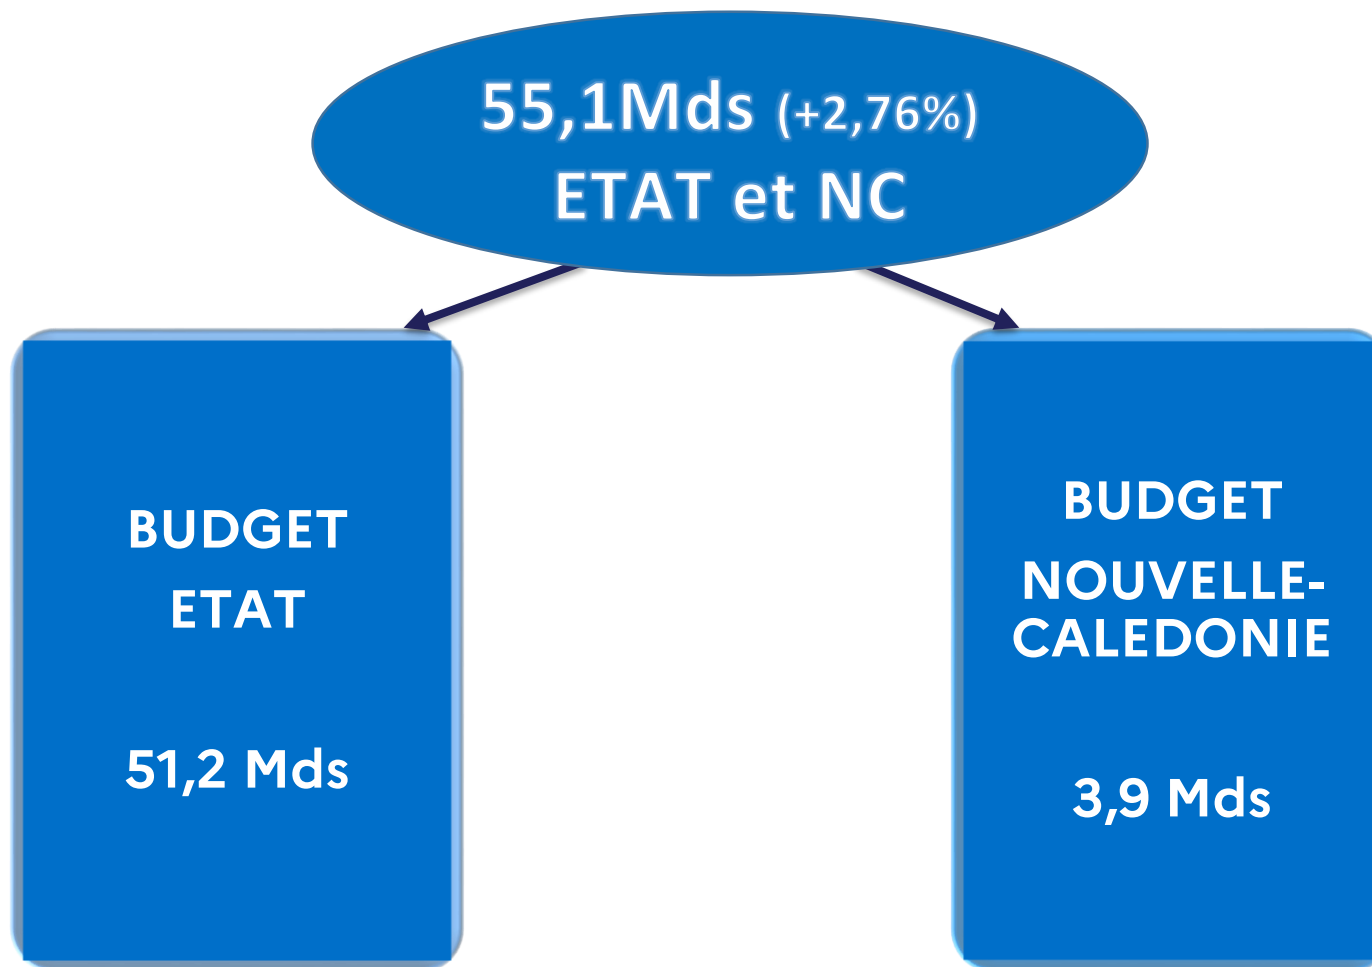 55,1Mds (+2,76%)
ETAT et NC
BUDGET
ETAT
51,2 Mds
BUDGET
NOUVELLE-
CALEDONIE
3,9 Mds